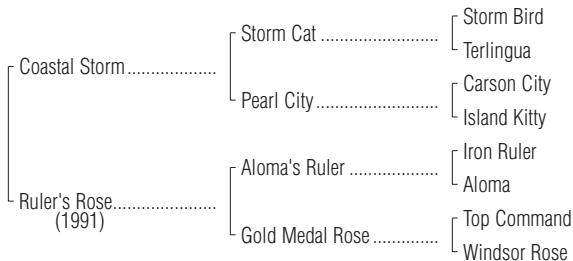 Storm Bird
Storm Cat ........................
Terlingua
Coastal Storm..................
Carson City
Pearl City.........................
Island Kitty
Iron Ruler
Aloma's Ruler ..................
Aloma
Ruler's Rose.....................
(1991)
Top Command
Gold Medal Rose.............
Windsor Rose